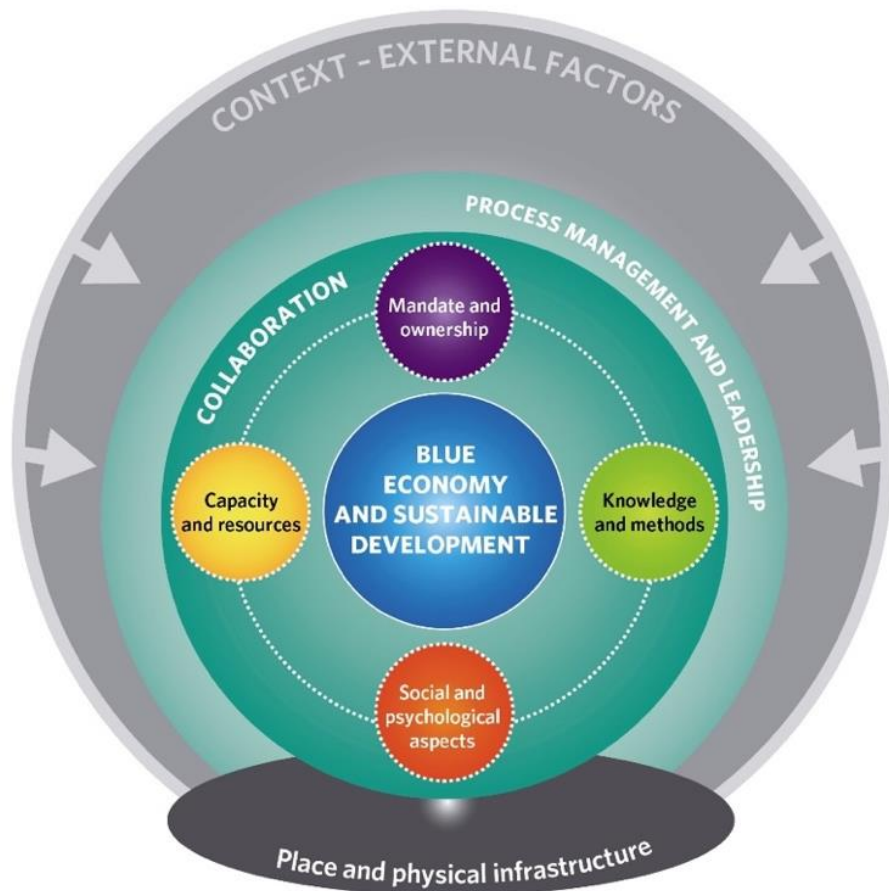 CONTEXT – EXTERNAL FACTORS
PROCESS MANAGEMENT AND LEADERSHIP
COLLABORATION
Mandate and
ownership
BLUE
ECONOMY
AND SUSTAINABLE
DEVELOPMENT
Capacity
and resources
Knowledge
and methods
Social and
psychological
aspects
Place and physical infrastructure